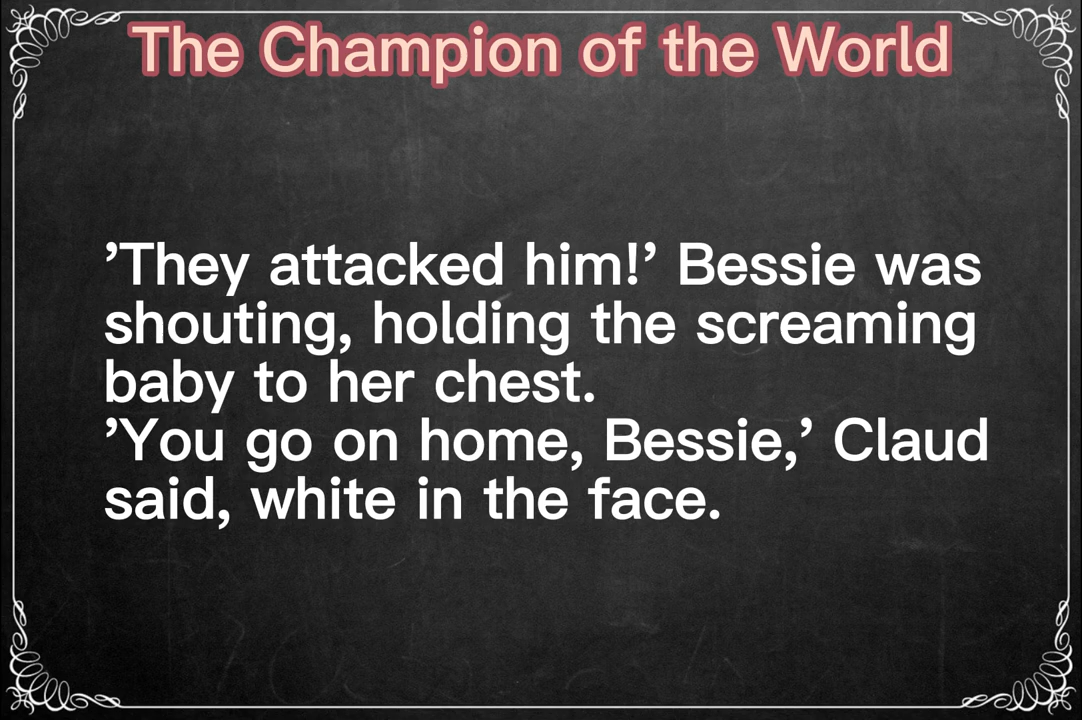 The Champion of the World
’They attacked him!’ Bessie was
shouting, holding the screaming
baby to her chest.
’You go on home, Bessie,’ Claud
said, white in the face.